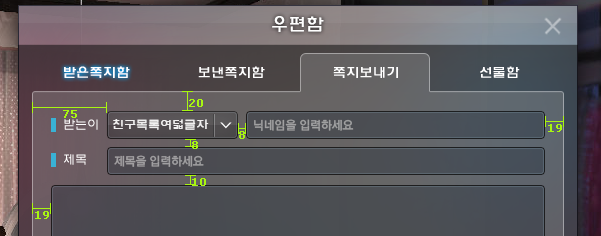 우편함
받은쪽지함 보낸쪽지함 쪽지보내기 선물함
20
75
받는이 친구목록여덟글자 8 닉네임을 입력하세요 19
8
제목 제목을 입력하세요
10
19